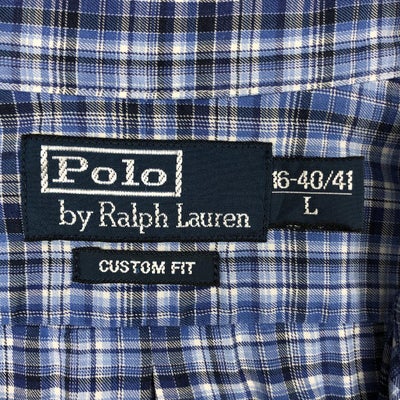 Polo
by Ralph Lauren
16-40/41
L
CUSTOM FIT